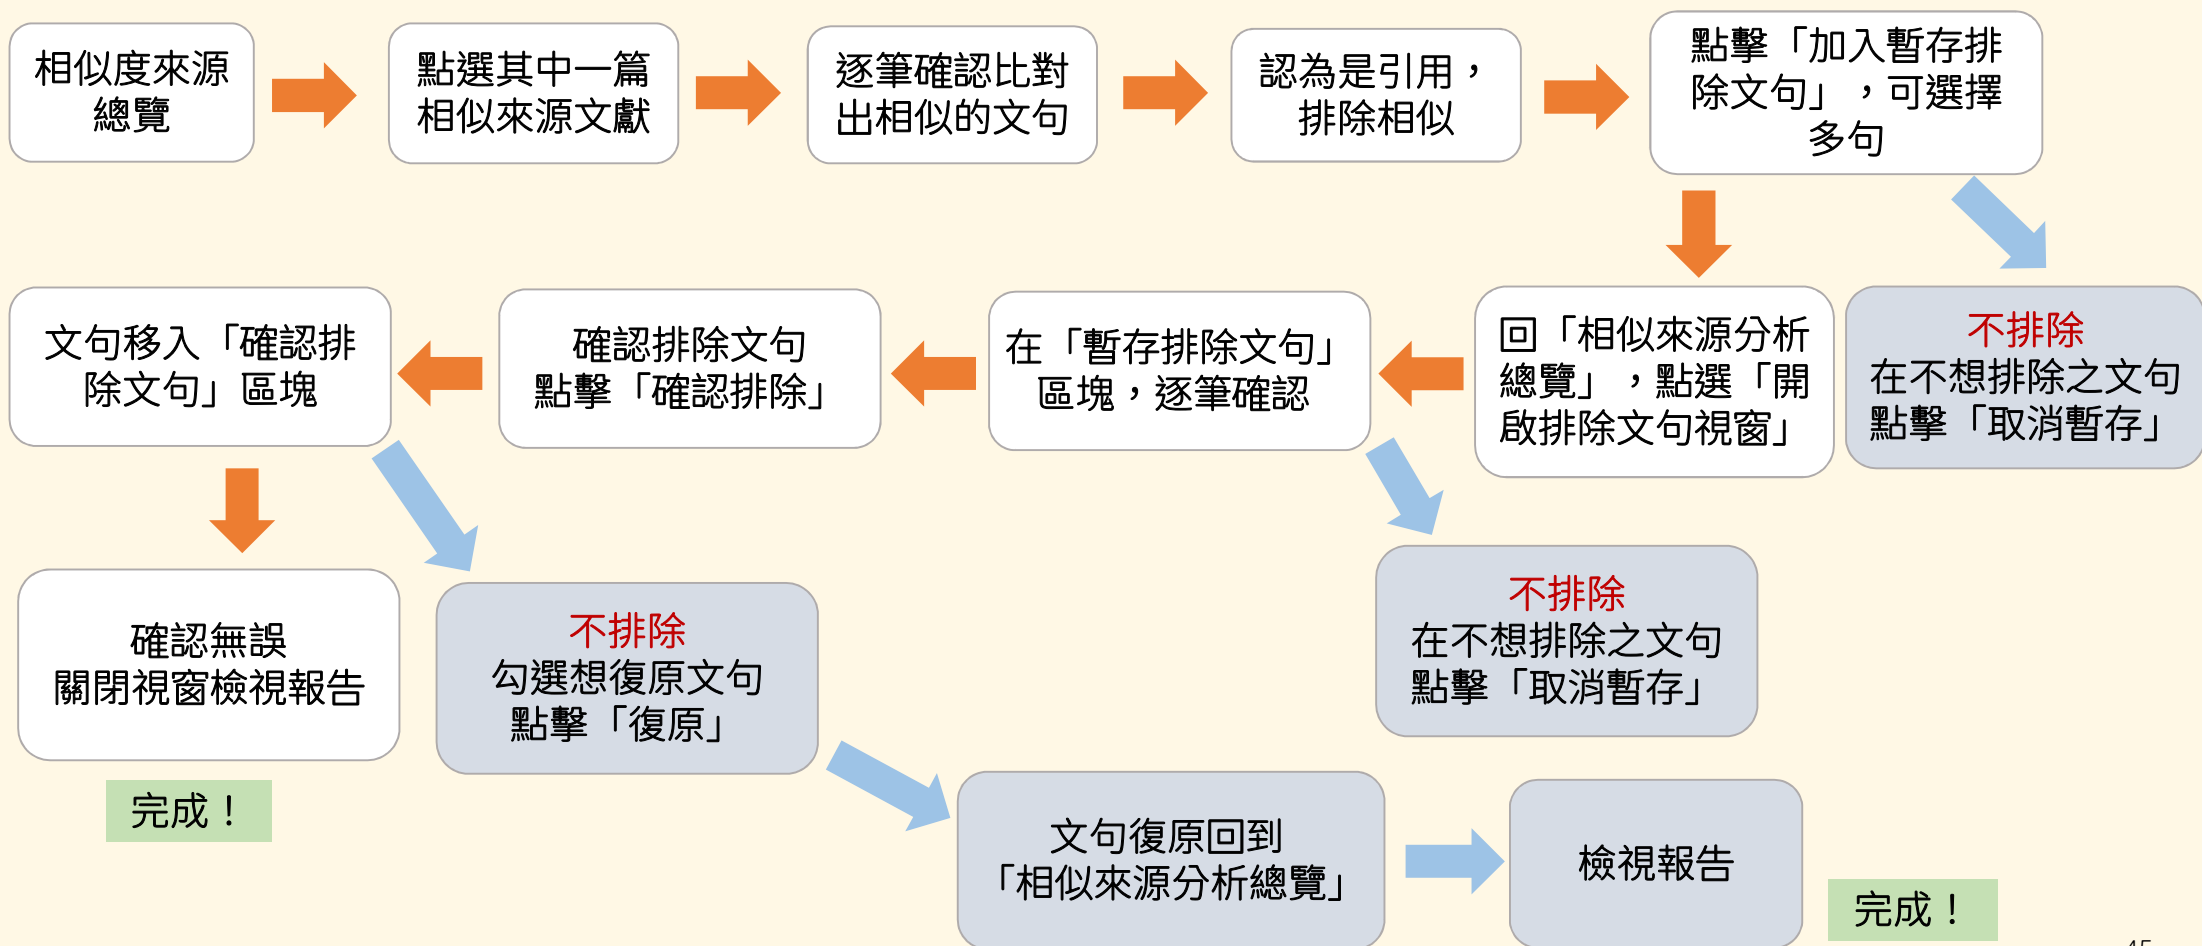 相似度來源
總覽
點選其中一篇
相似來源文獻
逐筆確認比對
出相似的文句
認為是引用，
排除相似
點擊「加入暫存排
除文句」，可選擇
多句
文句移入「確認排
除文句」區塊
確認排除文句
點擊「確認排除」
在「暫存排除文句」
區塊，逐筆確認
回「相似來源分析
總覽」，點選「開
啟排除文句視窗」
不排除
在不想排除之文句
點擊「取消暫存」
確認無誤
關閉視窗檢視報告
不排除
勾選想復原文句
點擊「復原」
不排除
在不想排除之文句
點擊「取消暫存」
完成！
文句復原回到
「相似來源分析總覽」
檢視報告
完成！